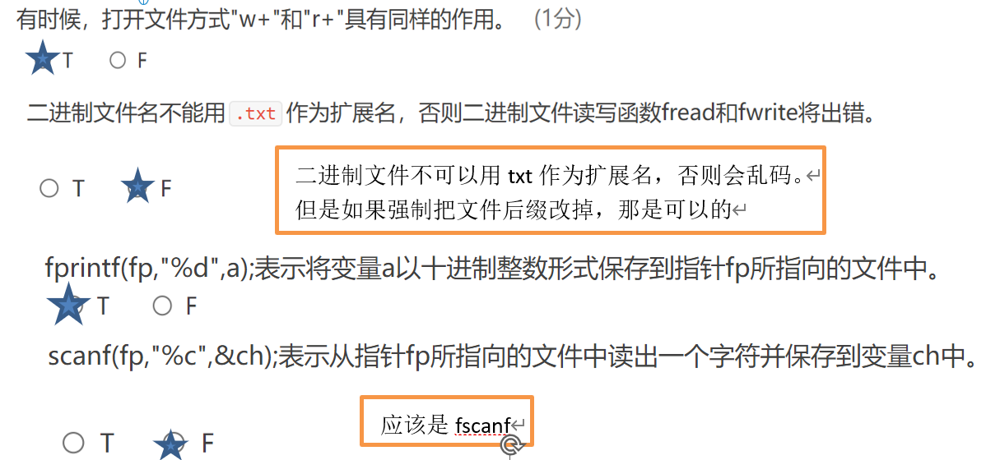 有时候，打开文件方式"w+"和"r+"具有同样的作用。 (1分)
T F
二进制文件名不能用 .txt 作为扩展名，否则二进制文件读写函数fread和fwrite将出错。
T F
二进制文件不可以用 txt 作为扩展名，否则会乱码。↵
但是如果强制把文件后缀改掉，那是可以的↵
fprintf(fp,"%d",a);表示将变量a以十进制整数形式保存到指针fp所指向的文件中。
T F
scanf(fp,"%c",&ch);表示从指针fp所指向的文件中读出一个字符并保存到变量ch中。
应该是 fscanf↵
T F